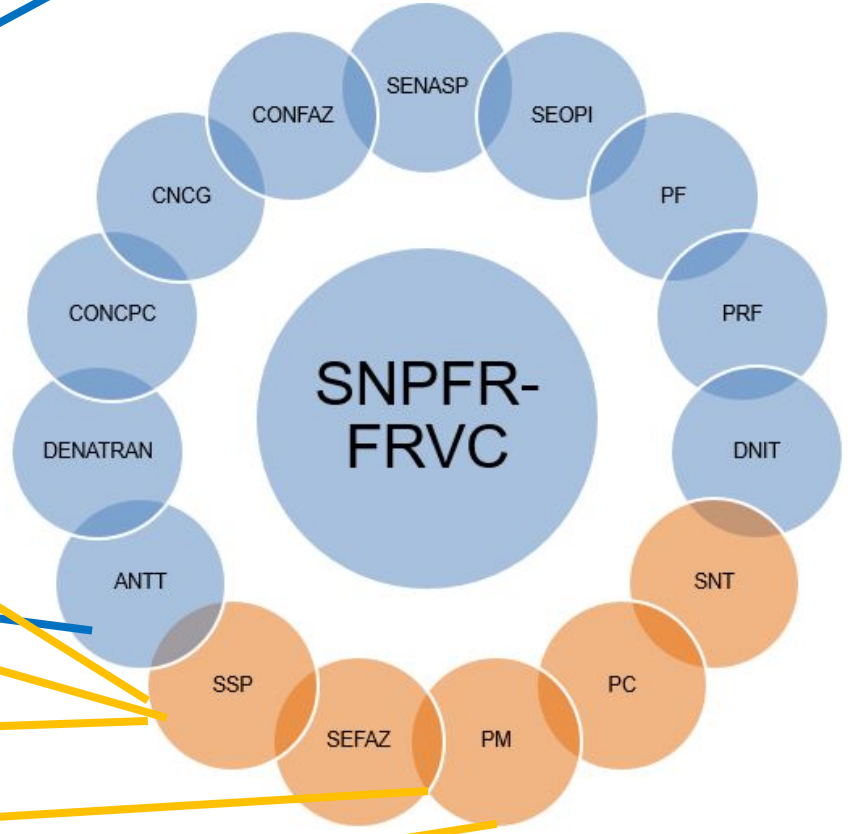 SENASP
CONFAZ
SEOPI
CNCG
PF
CONCPC
PRF
SNPFR-
FRVC
DENATRAN
DNIT
ANTT
SNT
SSP
PC
SEFAZ
PM